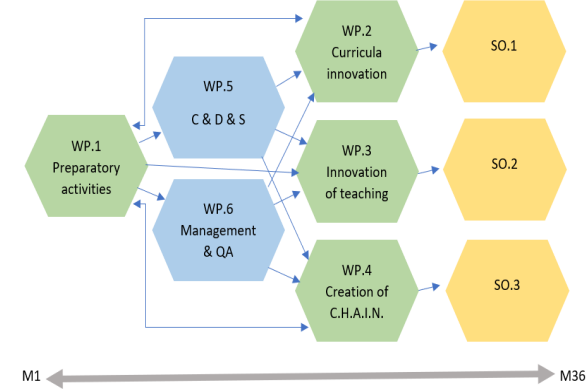 WP.1
Preparatory
activities
WP.5
C & D & S
WP.6
Management
& QA
WP.2
Curricula
innovation
WP.3
Innovation
of teaching
WP.4
Creation of
C.H.A.I.N.
SO.1
SO.2
SO.3
M1
M36